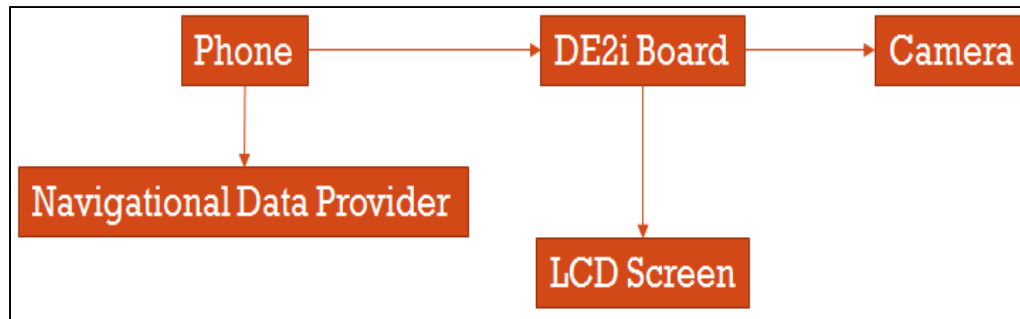 Phone
DE2i Board
Camera
Navigational Data Provider
LCD Screen